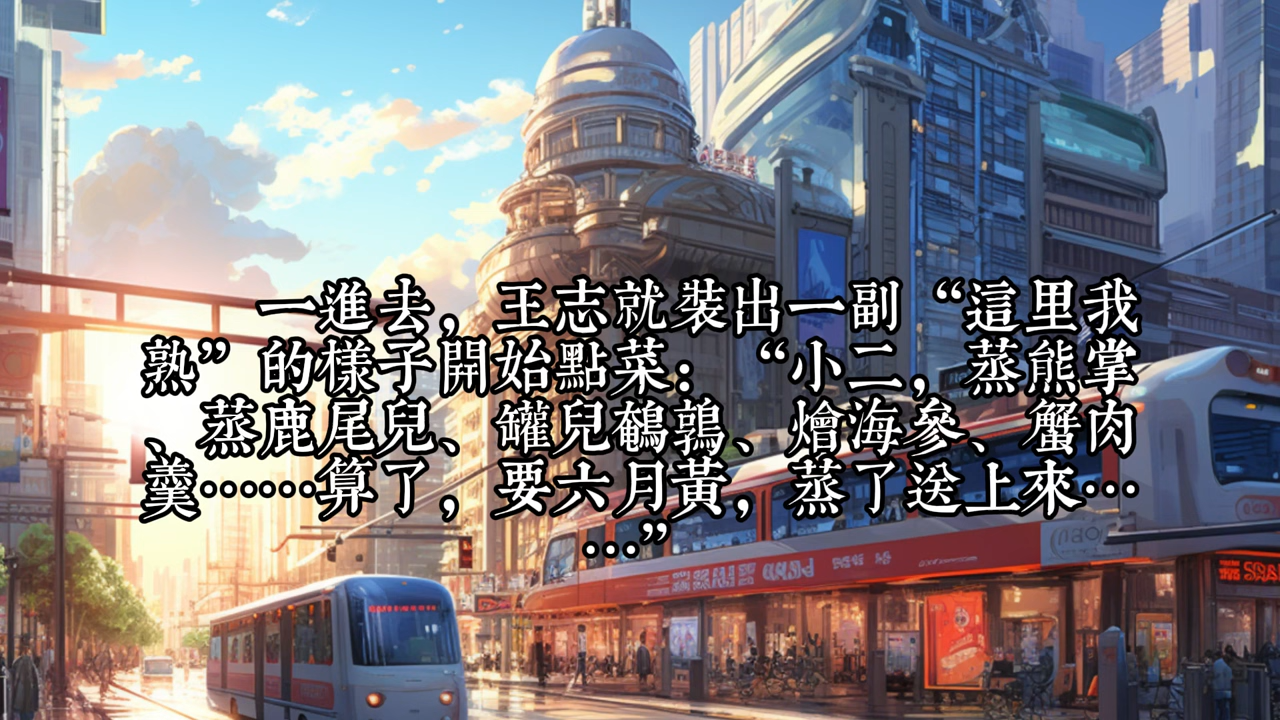 一進去，王志就裝出一副“這里我
熟”的樣子開始點菜：“小二，蒸熊掌
、蒸鹿尾兒、罐兒鵪鶉、燴海參、蟹肉
羹……算了，要六月黃，蒸了送上來…
…”